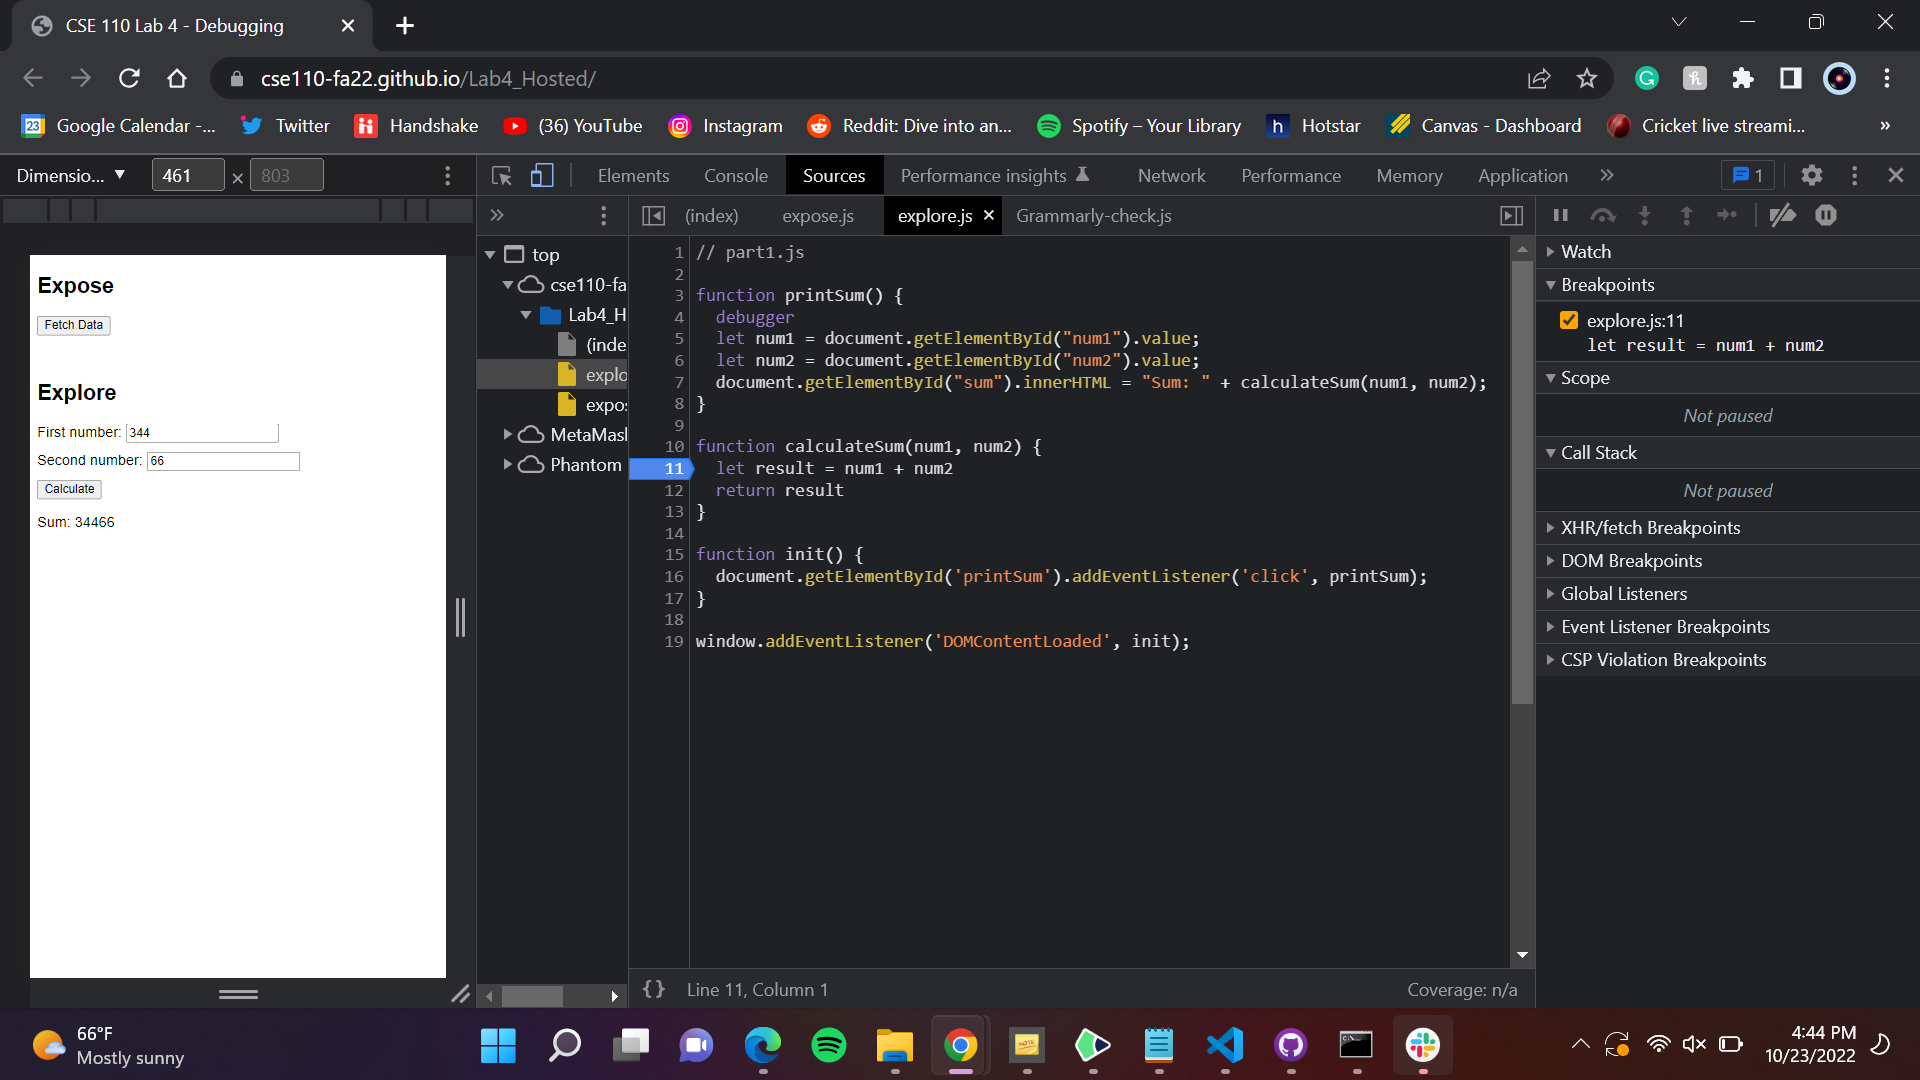 CSE 110 Lab 4 - Debugging
cse110-fa22.github.io/Lab4_Hosted/
23 Google Calendar -... Twitter Handshake (36) YouTube Instagram Reddit: Dive into an... Spotify – Your Library h Hotstar Canvas - Dashboard Cricket live streami... »
Dimensio... ▼ 461 × 803
Elements Console Sources Performance insights Network Performance Memory Application » 1
(index) expose.js explore.js × Grammarly-check.js
Expose
Fetch Data
Explore
First number: 344
Second number: 66
Calculate
Sum: 34466
top
cse110-fa
Lab4_H
(inde
explo
expo
MetaMas
Phantom
1 // part1.js
2
3 function printSum() {
4 debugger
5 let num1 = document.getElementById("num1").value;
6 let num2 = document.getElementById("num2").value;
7 document.getElementById("sum").innerHTML = "Sum: " + calculateSum(num1, num2);
8 }
9
10 function calculateSum(num1, num2) {
11 let result = num1 + num2
12 return result
13 }
14
15 function init() {
16 document.getElementById('printSum').addEventListener('click', printSum);
17 }
18
19 window.addEventListener('DOMContentLoaded', init);
{} Line 11, Column 1 Coverage: n/a
Watch
Breakpoints
explore.js:11
let result = num1 + num2
Scope
Not paused
Call Stack
Not paused
XHR/fetch Breakpoints
DOM Breakpoints
Global Listeners
Event Listener Breakpoints
CSP Violation Breakpoints
66°F
Mostly sunny
4:44 PM
10/23/2022